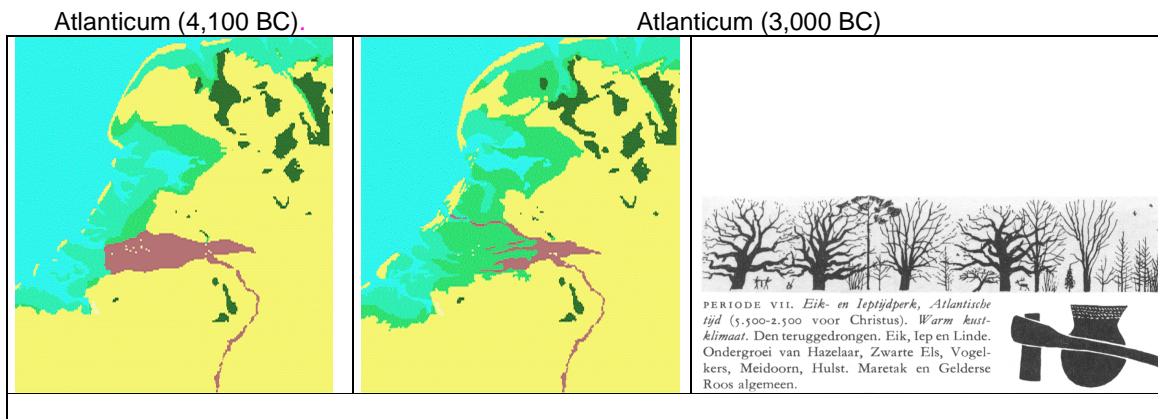 Atlanticum (4,100 BC).
Atlanticum (3,000 BC)
PERIODE VII. Eik- en Ieptijdperk, Atlantische
tijd (5.500-2.500 voor Christus). Warm kust-
klimaat. Den teruggedrongen. Eik, Iep en Linde.
Ondergroei van Hazelaar, Zwarte Els, Vogel-
kers, Meidoorn, Hulst. Maretak en Gelderse
Roos algemeen.